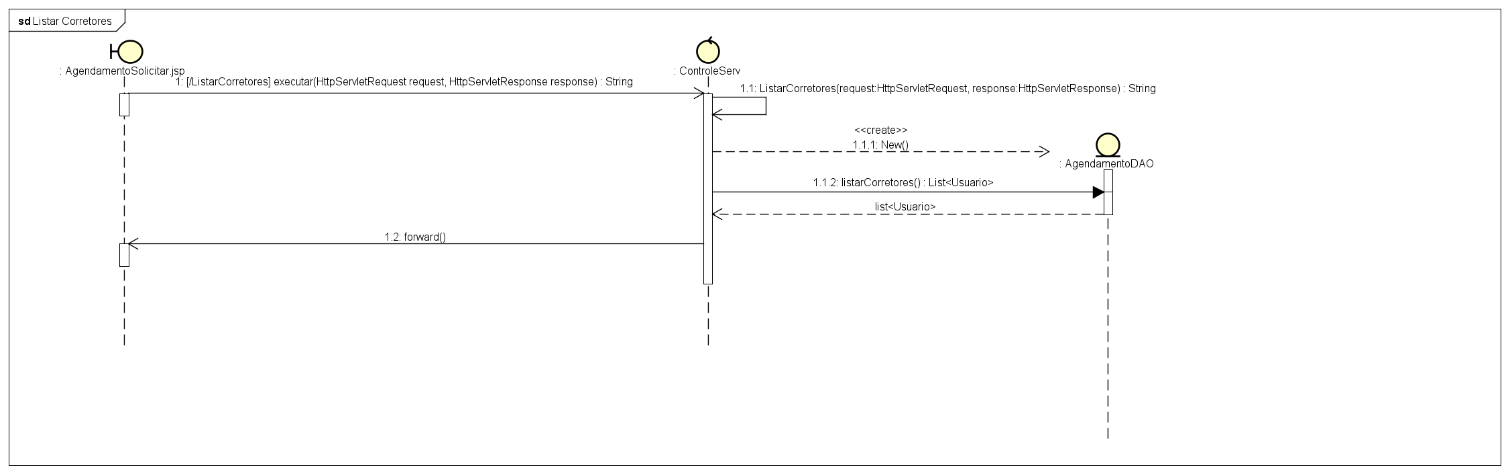 sd Listar Corretores
: AgendamentoSolicitar.jsp
: ControleServ
1: [/ListarCorretores] executar(HttpServletRequest request, HttpServletResponse response) : String
1.1: ListarCorretores(request:HttpServletRequest, response:HttpServletResponse) : String
<<create>>
1.1.1: New()
: AgendamentoDAO
1.1.2: listarCorretores() : List<Usuario>
list<Usuario>
1.2: forward()